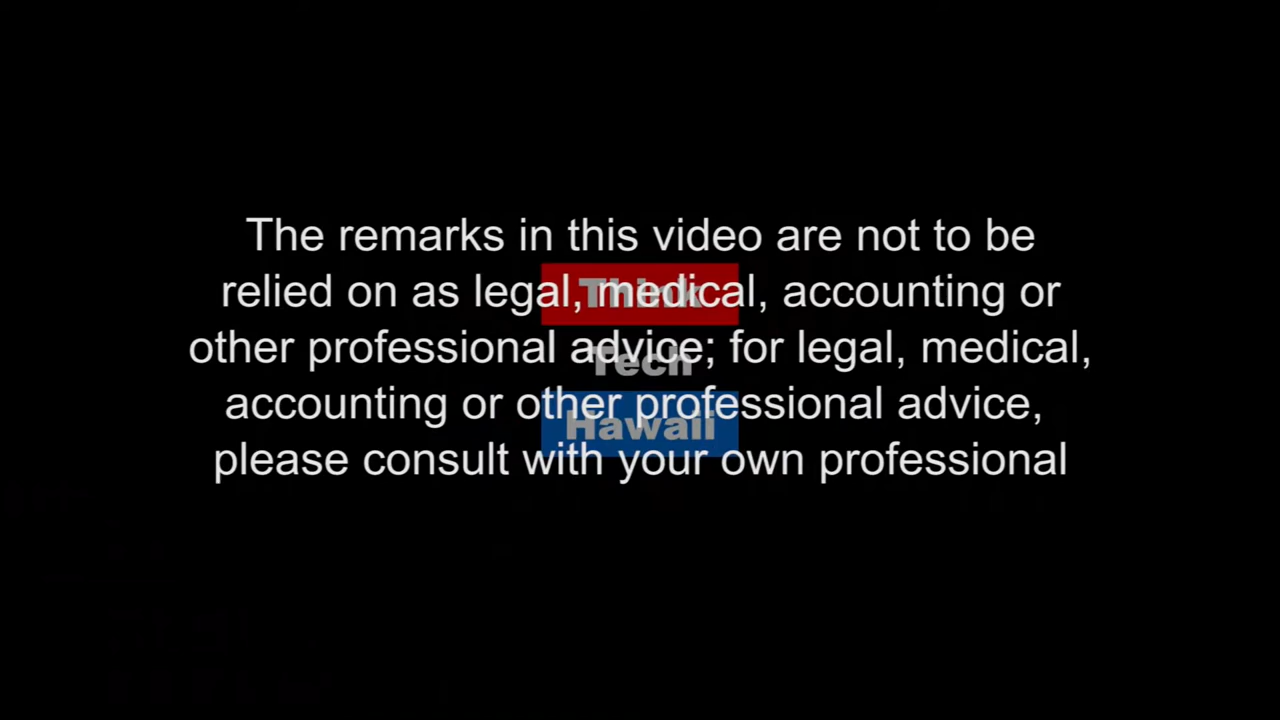 The remarks in this video are not to be
relied on as legal, medical, accounting or
other professional advice; for legal, medical,
accounting or other professional advice,
please consult with your own professional
Think
Tech
Hawaii